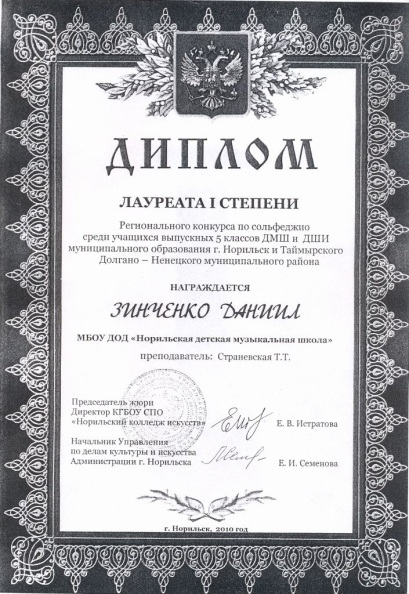 ДИПЛОМ
ЛАУРЕАТА I СТЕПЕНИ
Регионального конкурса по сольфеджио
среди учащихся выпускных 5 классов ДМШ и ДШИ
муниципального образования г. Норильск и Таймырского
Долгано – Ненецкого муниципального района
НАГРАЖДАЕТСЯ
ЗИНЧЕНКО ДАНИИЛ
МБОУ ДОД «Норильская детская музыкальная школа»
преподаватель: Страневская Т.Т.
Председатель жюри
Директор КГБОУ СПО
«Норильский колледж искусств»
Е. В. Истратова
Начальник Управления
по делам культуры и искусства
Администрации г. Норильска
Е. И. Семенова
г. Норильск, 2010 год